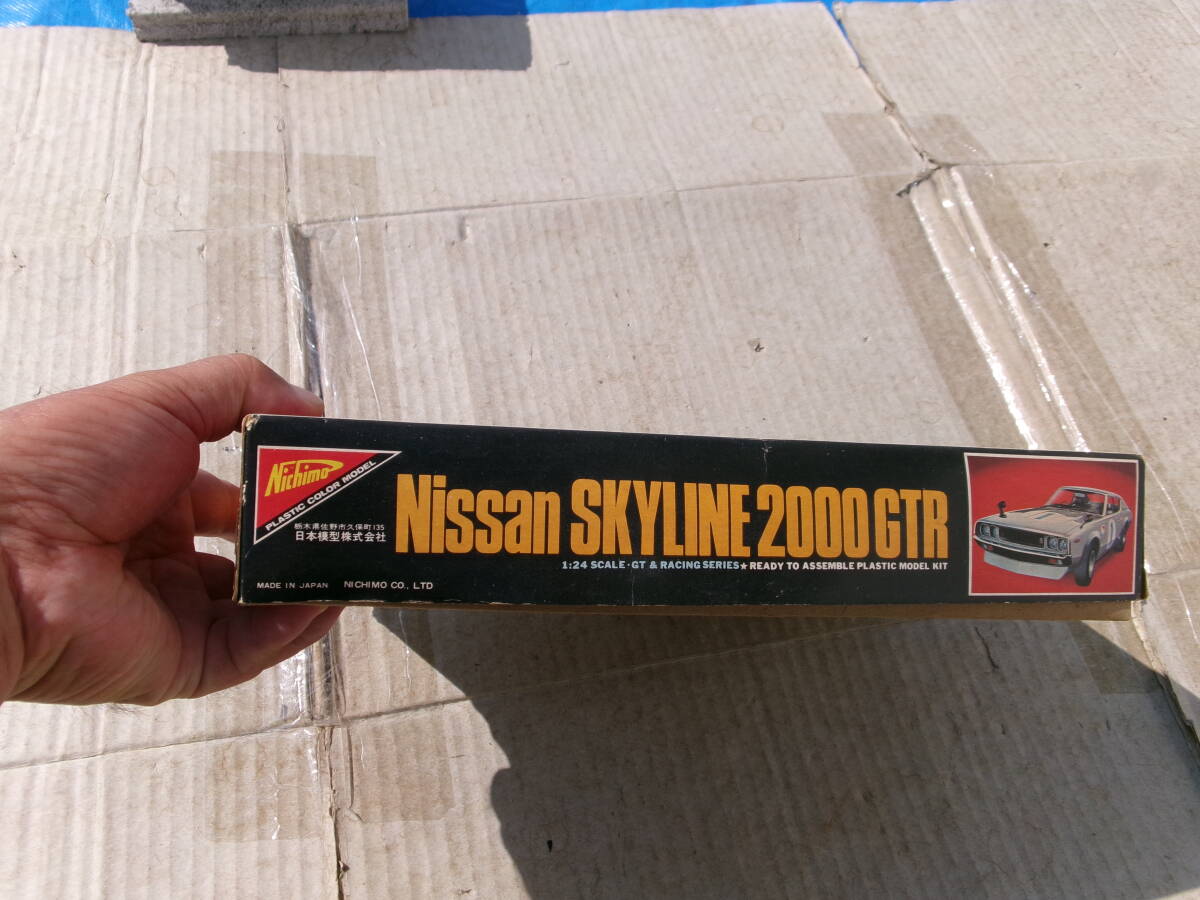 Nichimo
PLASTIC COLOR MODEL
栃木県佐野市久保町135
日本模型株式会社
MADE IN JAPAN NICHIMO CO., LTD
Nissan SKYLINE 2000 GTR
1:24 SCALE·GT & RACING SERIES★READY TO ASSEMBLE PLASTIC MODEL KIT